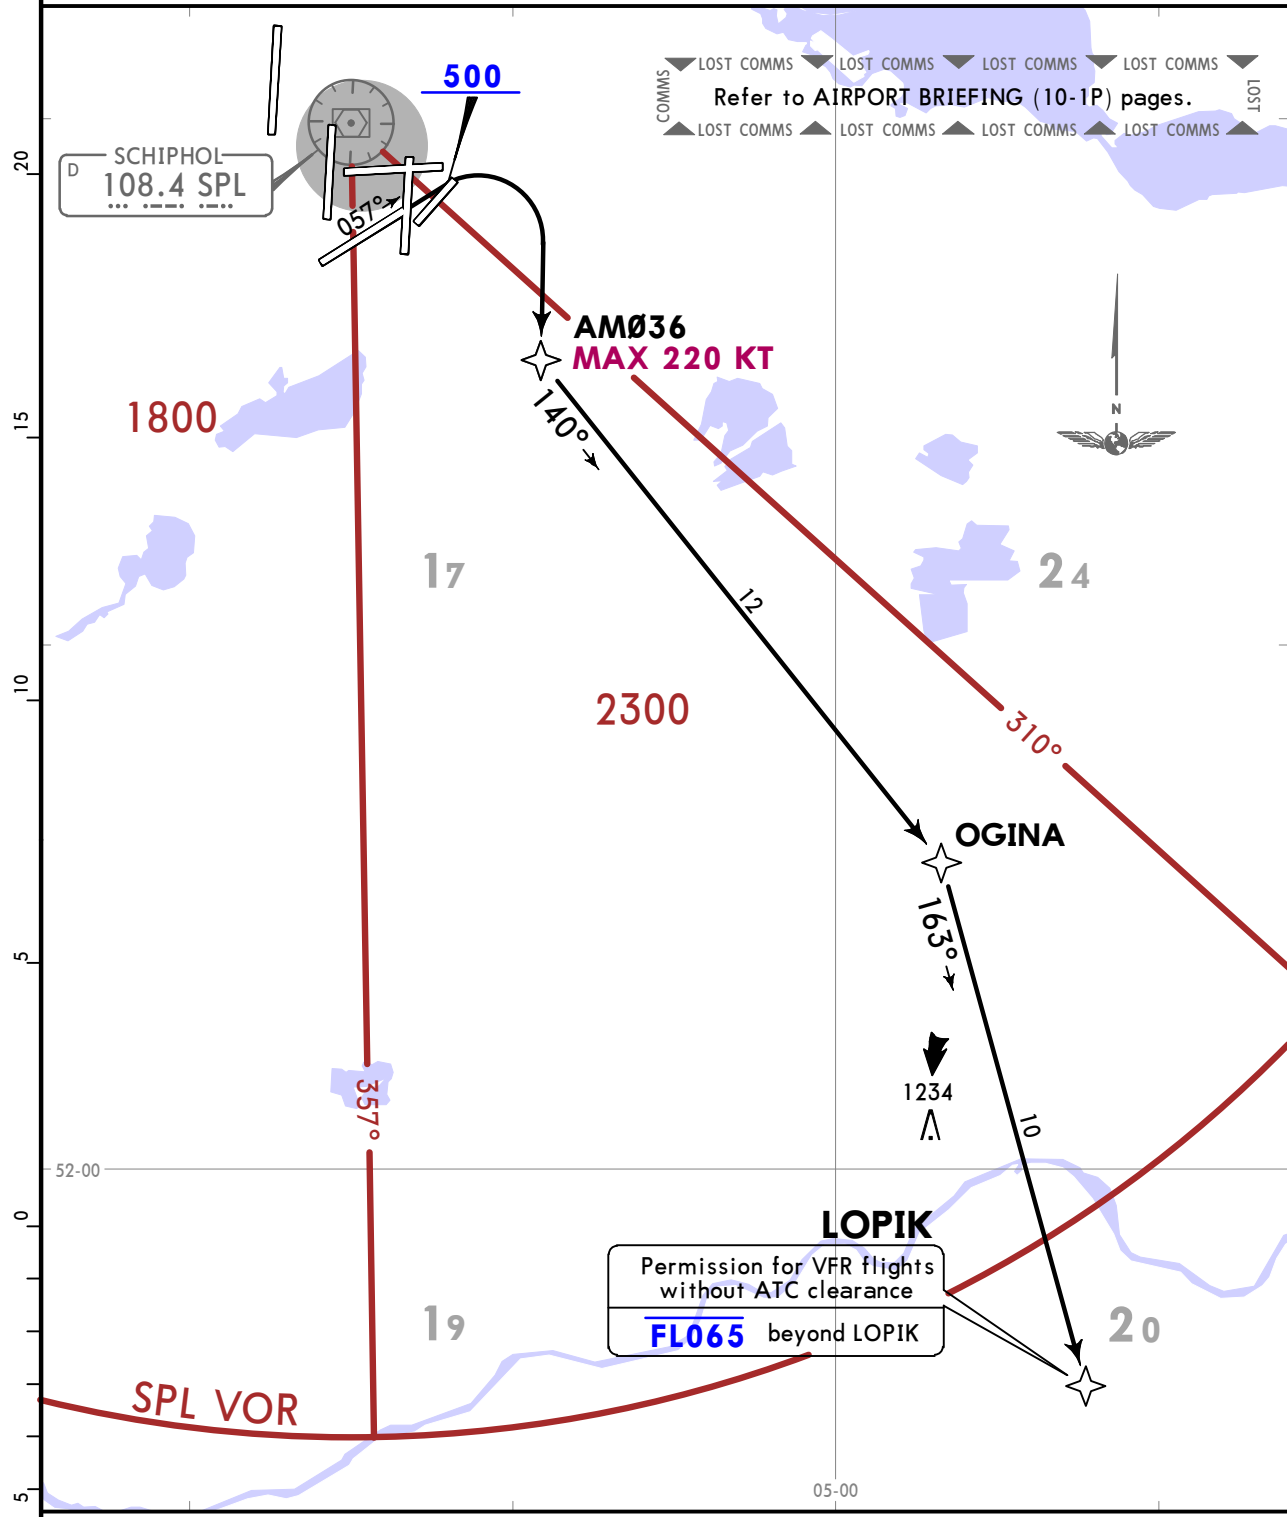 500
LOST COMMS LOST COMMS LOST COMMS LOST COMMS
COMMS
Refer to AIRPORT BRIEFING (10-1P) pages.
LOST
LOST COMMS LOST COMMS LOST COMMS LOST COMMS
20
SCHIPHOL
D
108.4 SPL
057°
AMØ36
MAX 220 KT
15
1800
140°
N
17
24
12
10
2300
310°
OGINA
163°
5
357°
1234
10
52-00
0
LOPIK
Permission for VFR flights
without ATC clearance
FL065 beyond LOPIK
19
20
SPL VOR
5
05-00